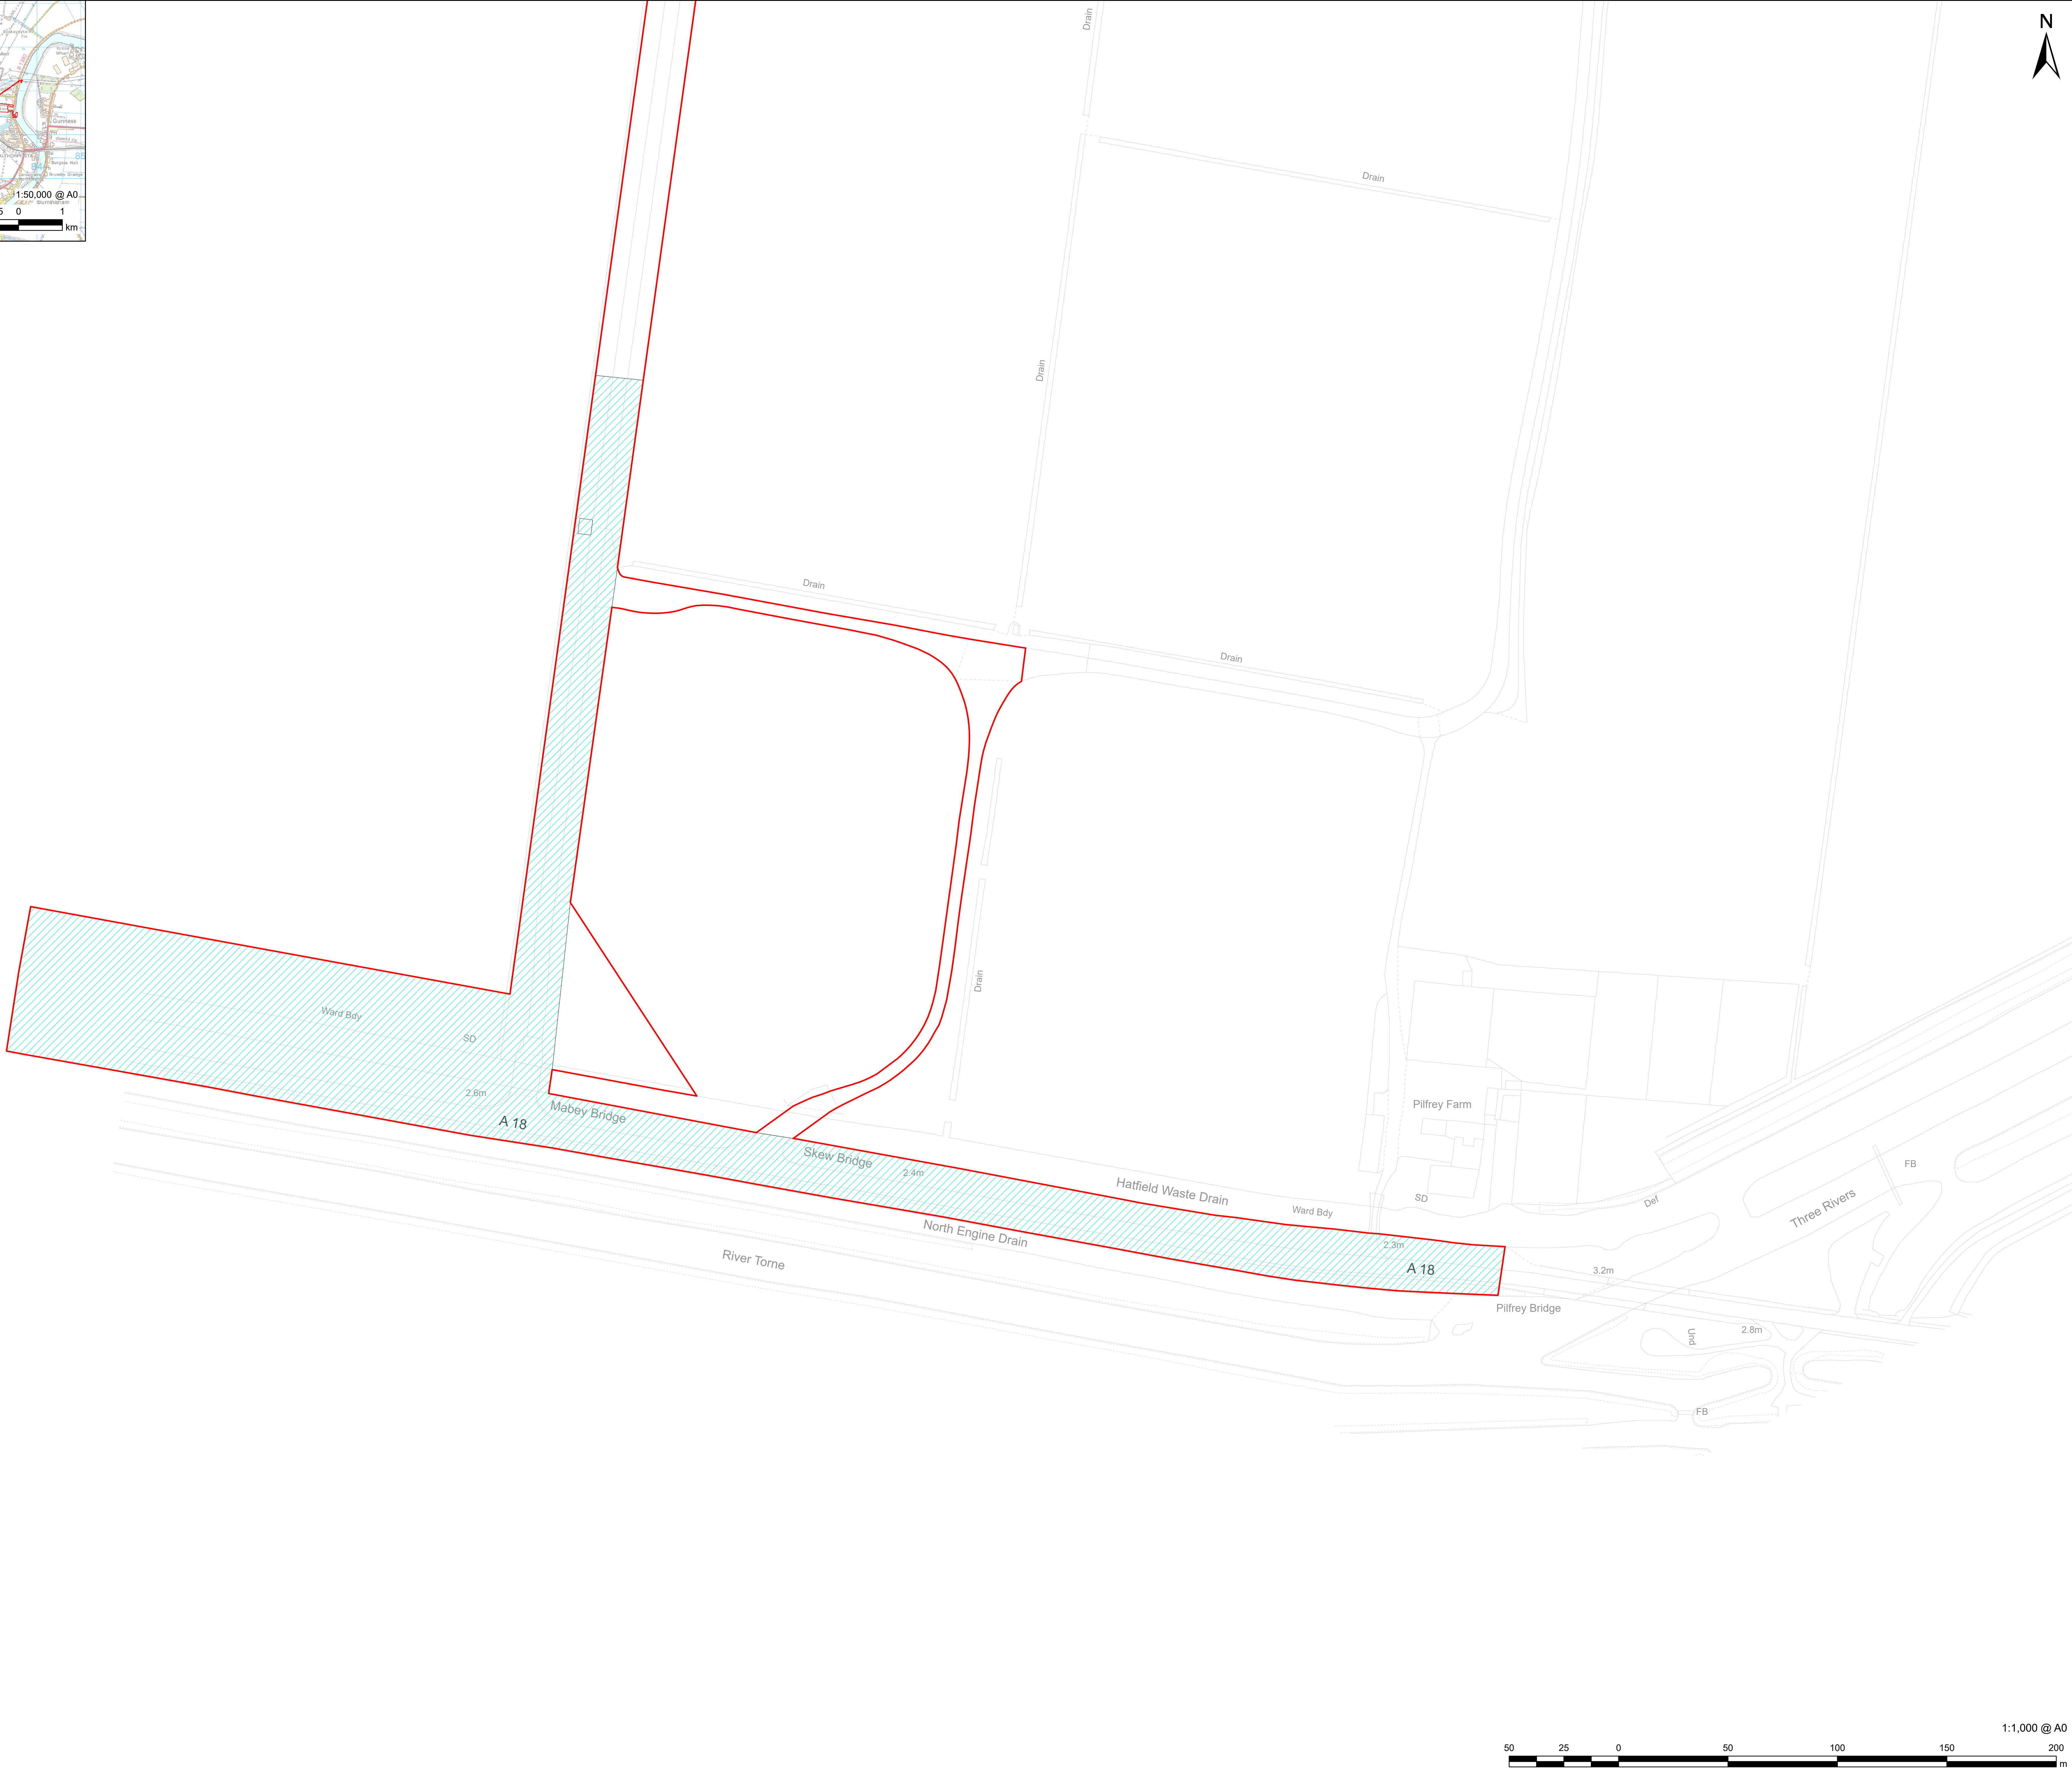 N
Gunness
84
1:50,000 @ A0
0 1
km
Drain
Drain
Drain
Drain
Drain
Drain
Ward Bdy
SD
2.6m
A 18
Mabey Bridge
Skew Bridge
2.4m
Hatfield Waste Drain
North Engine Drain
River Torne
Pilfrey Farm
SD
Ward Bdy
2.3m
A 18
Def
Three Rivers
FB
3.2m
Pilfrey Bridge
Und
2.8m
FB
1:1,000 @ A0
50 25 0 50 100 150 200
m